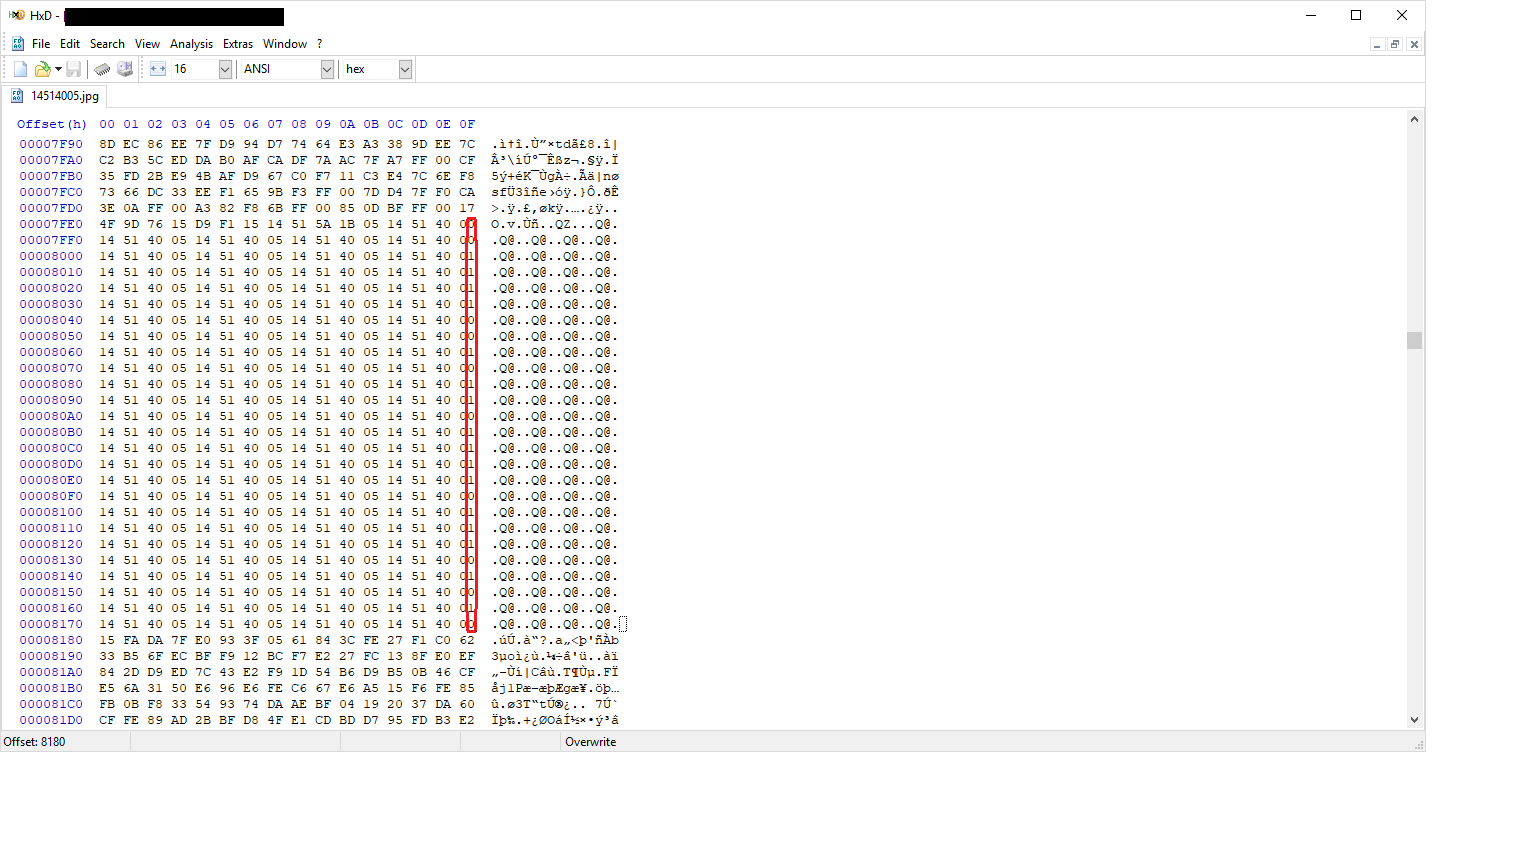 HxD -
File Edit Search View Analysis Extras Window ?
16 ANSI hex
14514005.jpg
Offset(h) 00 01 02 03 04 05 06 07 08 09 0A 0B 0C 0D 0E 0F
00007F90 8D EC 86 EE 7F D9 94 D7 74 64 E3 A3 38 9D EE 7C .ì†î.Ù”×tdã£8.î|
00007FA0 C2 B3 5C ED DA B0 AF CA DF 7A AC 7F A7 FF 00 CF Â³\íÚ°¯Êßz¬.§ÿ.Ï
00007FB0 35 FD 2B E9 4B AF D9 67 C0 F7 11 C3 E4 7C 6E F8 5ý+éK¯ÙgÀ÷.Ãä|nø
00007FC0 73 66 DC 33 EE F1 65 9B F3 FF 00 7D D4 7F F0 CA sfÜ3îñe›óÿ.}Ô.ðÊ
00007FD0 3E 0A FF 00 A3 82 F8 6B FF 00 85 0D BF FF 00 17 >.ÿ.£‚økÿ.….¿ÿ..
00007FE0 4F 9D 76 15 D9 F1 15 14 51 5A 1B 05 14 51 40 00 O.v.Ùñ..QZ...Q@.
00007FF0 14 51 40 05 14 51 40 05 14 51 40 05 14 51 40 00 .Q@..Q@..Q@..Q@.
00008000 14 51 40 05 14 51 40 05 14 51 40 05 14 51 40 01 .Q@..Q@..Q@..Q@.
00008010 14 51 40 05 14 51 40 05 14 51 40 05 14 51 40 01 .Q@..Q@..Q@..Q@.
00008020 14 51 40 05 14 51 40 05 14 51 40 05 14 51 40 01 .Q@..Q@..Q@..Q@.
00008030 14 51 40 05 14 51 40 05 14 51 40 05 14 51 40 01 .Q@..Q@..Q@..Q@.
00008040 14 51 40 05 14 51 40 05 14 51 40 05 14 51 40 00 .Q@..Q@..Q@..Q@.
00008050 14 51 40 05 14 51 40 05 14 51 40 05 14 51 40 00 .Q@..Q@..Q@..Q@.
00008060 14 51 40 05 14 51 40 05 14 51 40 05 14 51 40 01 .Q@..Q@..Q@..Q@.
00008070 14 51 40 05 14 51 40 05 14 51 40 05 14 51 40 00 .Q@..Q@..Q@..Q@.
00008080 14 51 40 05 14 51 40 05 14 51 40 05 14 51 40 01 .Q@..Q@..Q@..Q@.
00008090 14 51 40 05 14 51 40 05 14 51 40 05 14 51 40 01 .Q@..Q@..Q@..Q@.
000080A0 14 51 40 05 14 51 40 05 14 51 40 05 14 51 40 00 .Q@..Q@..Q@..Q@.
000080B0 14 51 40 05 14 51 40 05 14 51 40 05 14 51 40 01 .Q@..Q@..Q@..Q@.
000080C0 14 51 40 05 14 51 40 05 14 51 40 05 14 51 40 01 .Q@..Q@..Q@..Q@.
000080D0 14 51 40 05 14 51 40 05 14 51 40 05 14 51 40 01 .Q@..Q@..Q@..Q@.
000080E0 14 51 40 05 14 51 40 05 14 51 40 05 14 51 40 01 .Q@..Q@..Q@..Q@.
000080F0 14 51 40 05 14 51 40 05 14 51 40 05 14 51 40 00 .Q@..Q@..Q@..Q@.
00008100 14 51 40 05 14 51 40 05 14 51 40 05 14 51 40 01 .Q@..Q@..Q@..Q@.
00008110 14 51 40 05 14 51 40 05 14 51 40 05 14 51 40 01 .Q@..Q@..Q@..Q@.
00008120 14 51 40 05 14 51 40 05 14 51 40 05 14 51 40 01 .Q@..Q@..Q@..Q@.
00008130 14 51 40 05 14 51 40 05 14 51 40 05 14 51 40 00 .Q@..Q@..Q@..Q@.
00008140 14 51 40 05 14 51 40 05 14 51 40 05 14 51 40 01 .Q@..Q@..Q@..Q@.
00008150 14 51 40 05 14 51 40 05 14 51 40 05 14 51 40 00 .Q@..Q@..Q@..Q@.
00008160 14 51 40 05 14 51 40 05 14 51 40 05 14 51 40 01 .Q@..Q@..Q@..Q@.
00008170 14 51 40 05 14 51 40 05 14 51 40 05 14 51 40 00 .Q@..Q@..Q@..Q@.
00008180 15 FA DA 7F E0 93 3F 05 61 84 3C FE 27 F1 C0 62 .úÚ.à“?.a„<þ'ñÀb
00008190 33 B5 6F EC BF F9 12 BC F7 E2 27 FC 13 8F E0 EF 3µoì¿ù.¼÷â'ü..àï
000081A0 84 2D D9 ED 7C 43 E2 F9 1D 54 B6 D9 B5 0B 46 CF „-Ùí|Câù.T¶Ùµ.FÏ
000081B0 E5 6A 31 50 E6 96 E6 FE C6 67 E6 A5 15 F6 FE 85 åj1Pæ–æþÆgæ¥.öþ…
000081C0 FB 0B F8 33 54 93 74 DA AE BF 04 19 20 37 DA 60 û.ø3T“tÚ®¿.. 7Ú`
000081D0 CF FE 89 AD 2B BF D8 4F E1 CD BD D7 95 FD B3 E2 Ïþ‰.+¿ØOáÍ½×•ý³â
Offset: 8180 Overwrite